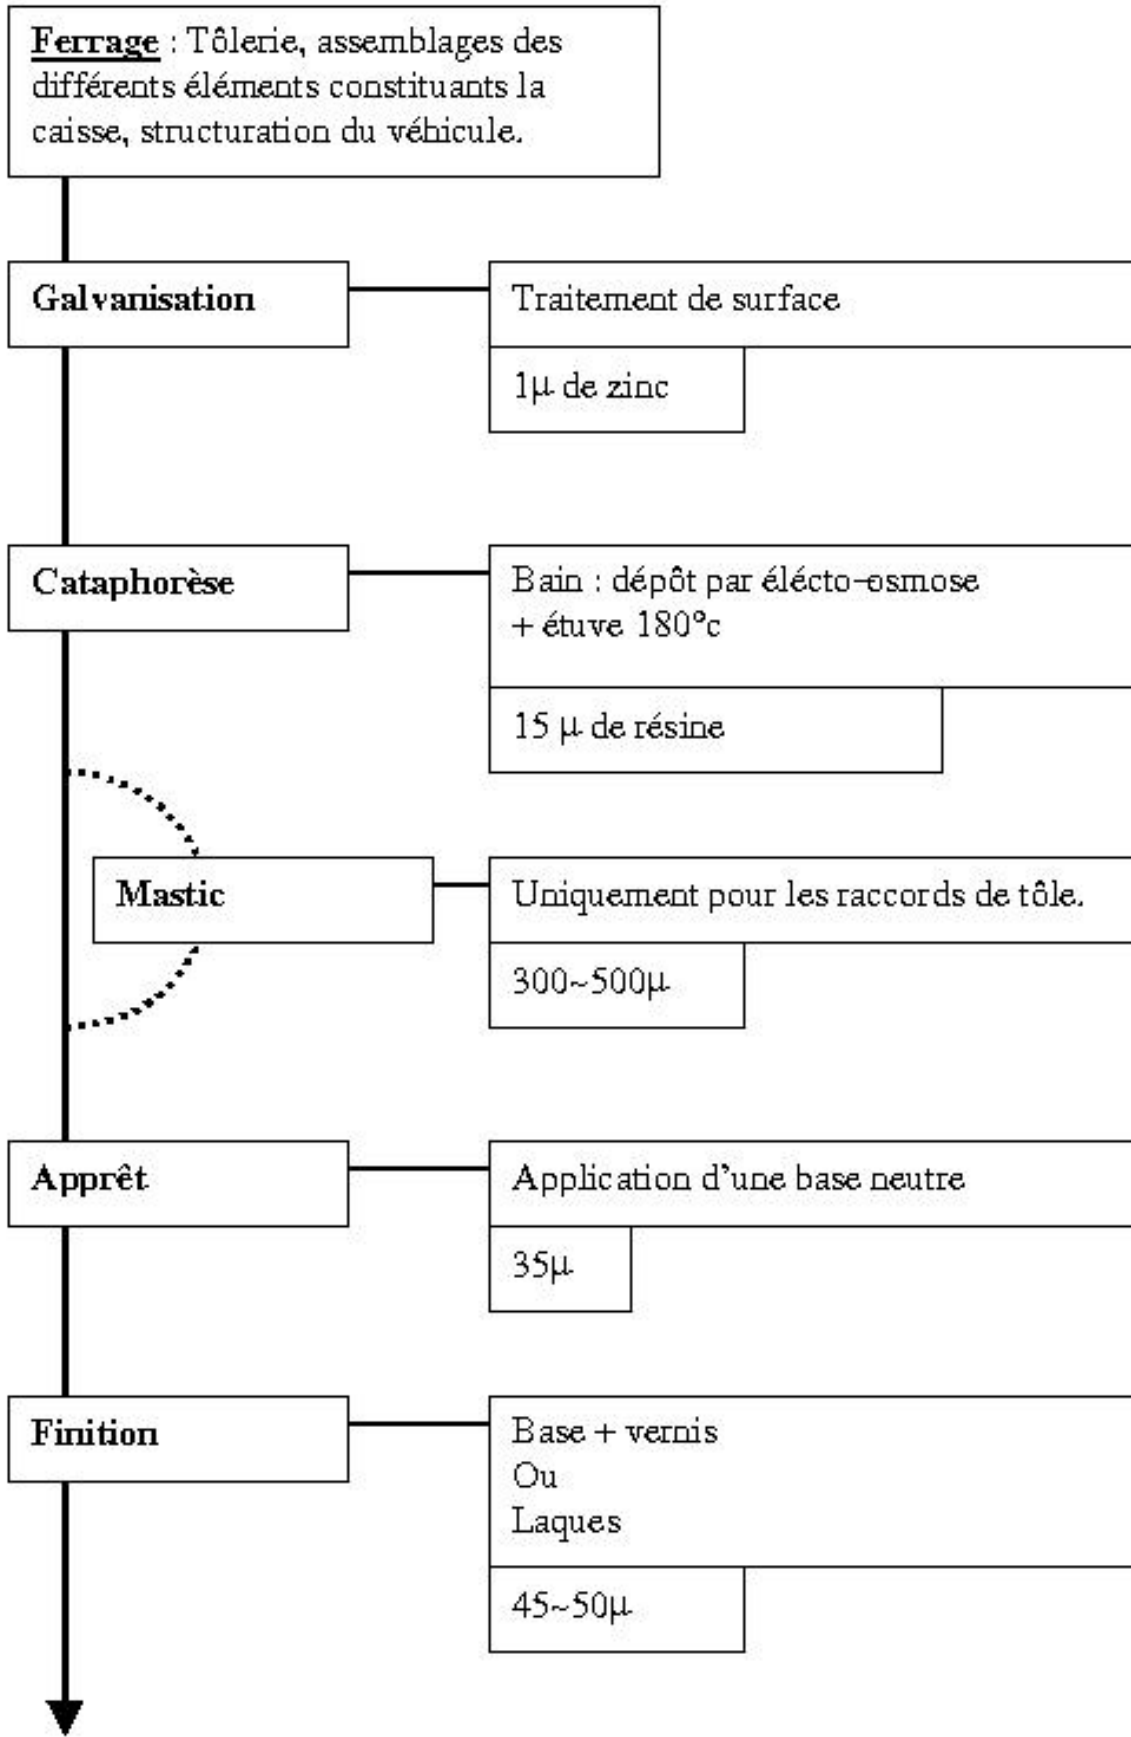 Ferrage : Tôlerie, assemblages des
différents éléments constituants la
caisse, structuration du véhicule.
Galvanisation
Traitement de surface
1µ de zinc
Cataphorèse
Bain : dépôt par élécto-osmose
+ étuve 180°c
15 µ de résine
Mastic
Uniquement pour les raccords de tôle.
300~500µ
Apprêt
Application d'une base neutre
35µ
Finition
Base + vernis
Ou
Laques
45~50µ